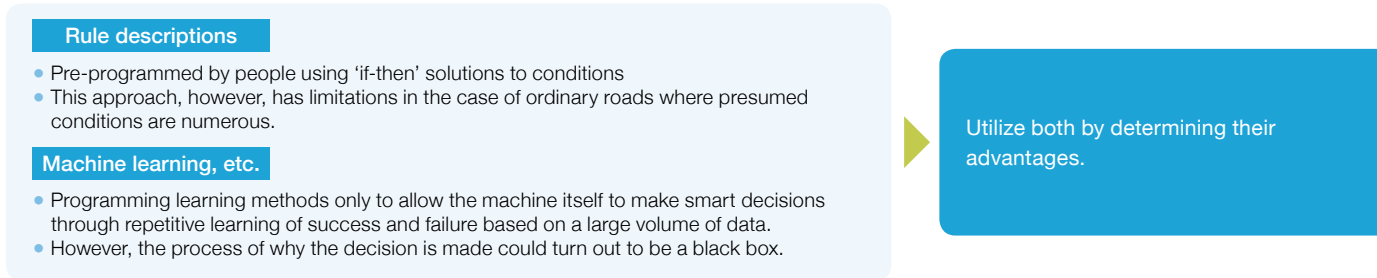 Rule descriptions
• Pre-programmed by people using ‘if-then’ solutions to conditions
• This approach, however, has limitations in the case of ordinary roads where presumed
conditions are numerous.
Machine learning, etc.
• Programming learning methods only to allow the machine itself to make smart decisions
through repetitive learning of success and failure based on a large volume of data.
• However, the process of why the decision is made could turn out to be a black box.
Utilize both by determining their
advantages.